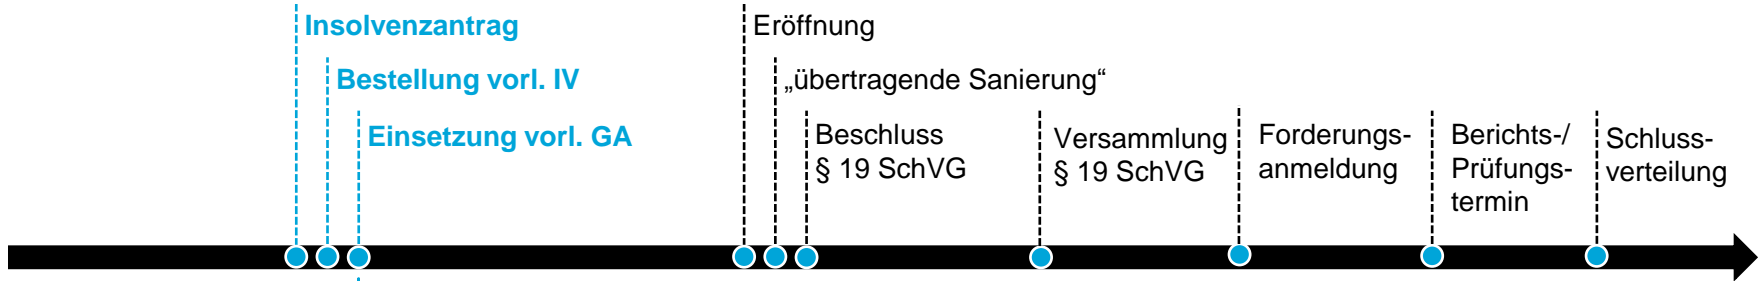 Insolvenzantrag
Bestellung vorl. IV
Einsetzung vorl. GA
Eröffnung
„übertragende Sanierung“
Beschluss
§ 19 SchVG
Versammlung
§ 19 SchVG
Forderungs-
anmeldung
Berichts-/
Prüfungs-
termin
Schluss-
verteilung